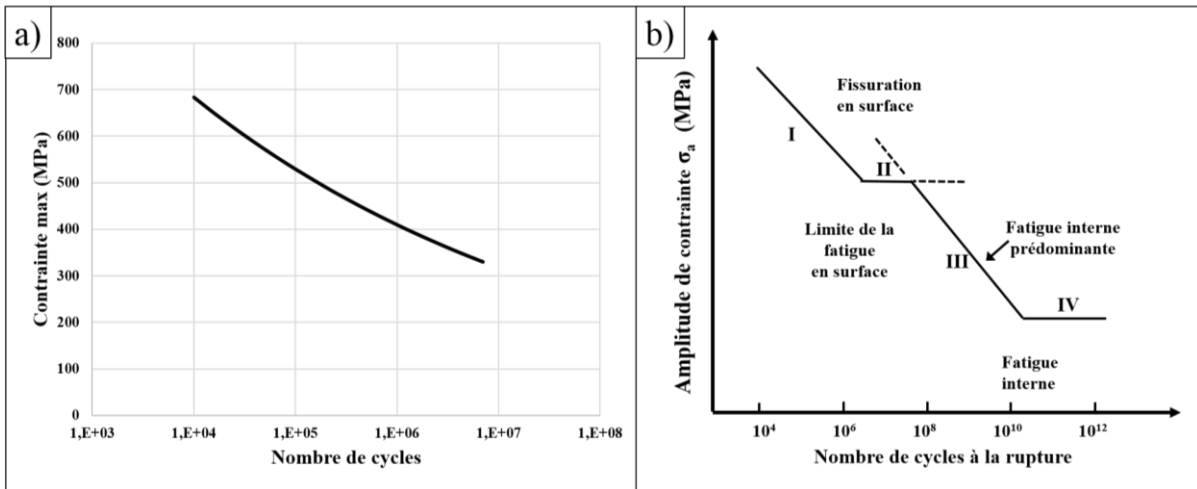 a)
800
700
600
500
400
300
200
100
0
Contrainte max (MPa)
1,E+03 1,E+04 1,E+05 1,E+06 1,E+07 1,E+08
Nombre de cycles
b)
Amplitude de contrainte σa (MPa)
Fissuration
en surface
I
II
Limite de la
fatigue
en surface
Fatigue interne
prédominante
III
IV
Fatigue
interne
10⁴ 10⁶ 10⁸ 10¹⁰ 10¹²
Nombre de cycles à la rupture